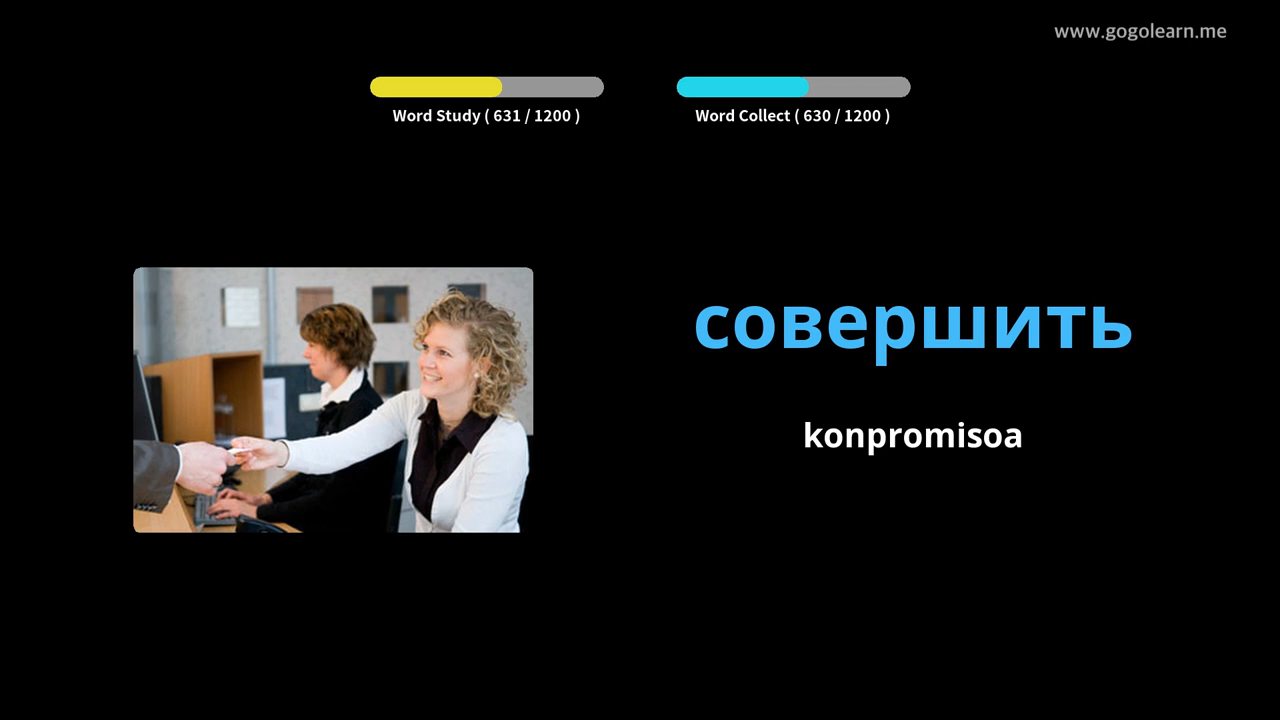 www.gogolearn.me
Word Study ( 631 / 1200 )
Word Collect ( 630 / 1200 )
совершить
konpromisoa